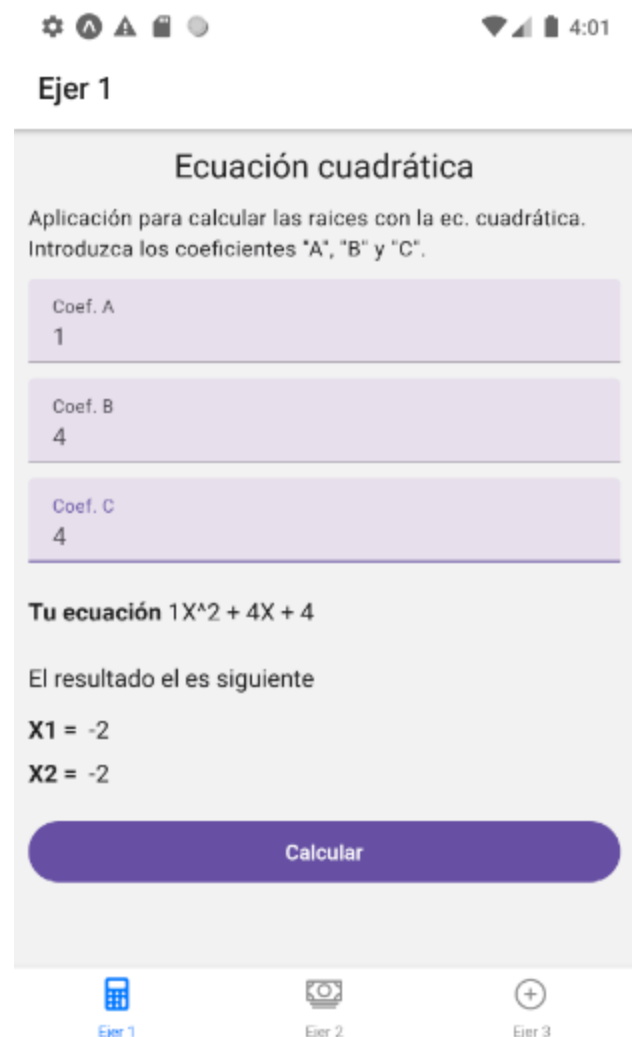 4:01
Ejer 1
Ecuación cuadrática
Aplicación para calcular las raices con la ec. cuadrática.
Introduzca los coeficientes "A", "B" y "C".
Coef. A
1
Coef. B
4
Coef. C
4
Tu ecuación 1X^2 + 4X + 4
El resultado el es siguiente
X1 = -2
X2 = -2
Calcular
Ejer 1
Ejer 2
Ejer 3